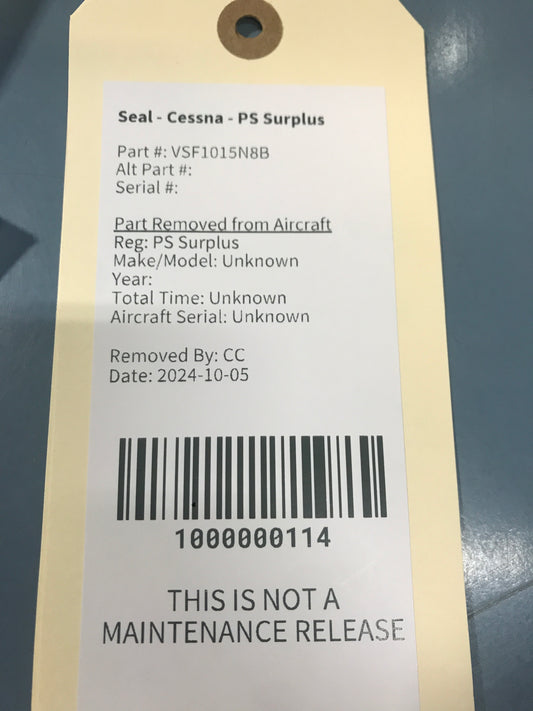 Seal - Cessna - PS Surplus
Part #: VSF1015N8B
Alt Part #:
Serial #:
Part Removed from Aircraft
Reg: PS Surplus
Make/Model: Unknown
Year:
Total Time: Unknown
Aircraft Serial: Unknown
Removed By: CC
Date: 2024-10-05
1000000114
THIS IS NOT A
MAINTENANCE RELEASE